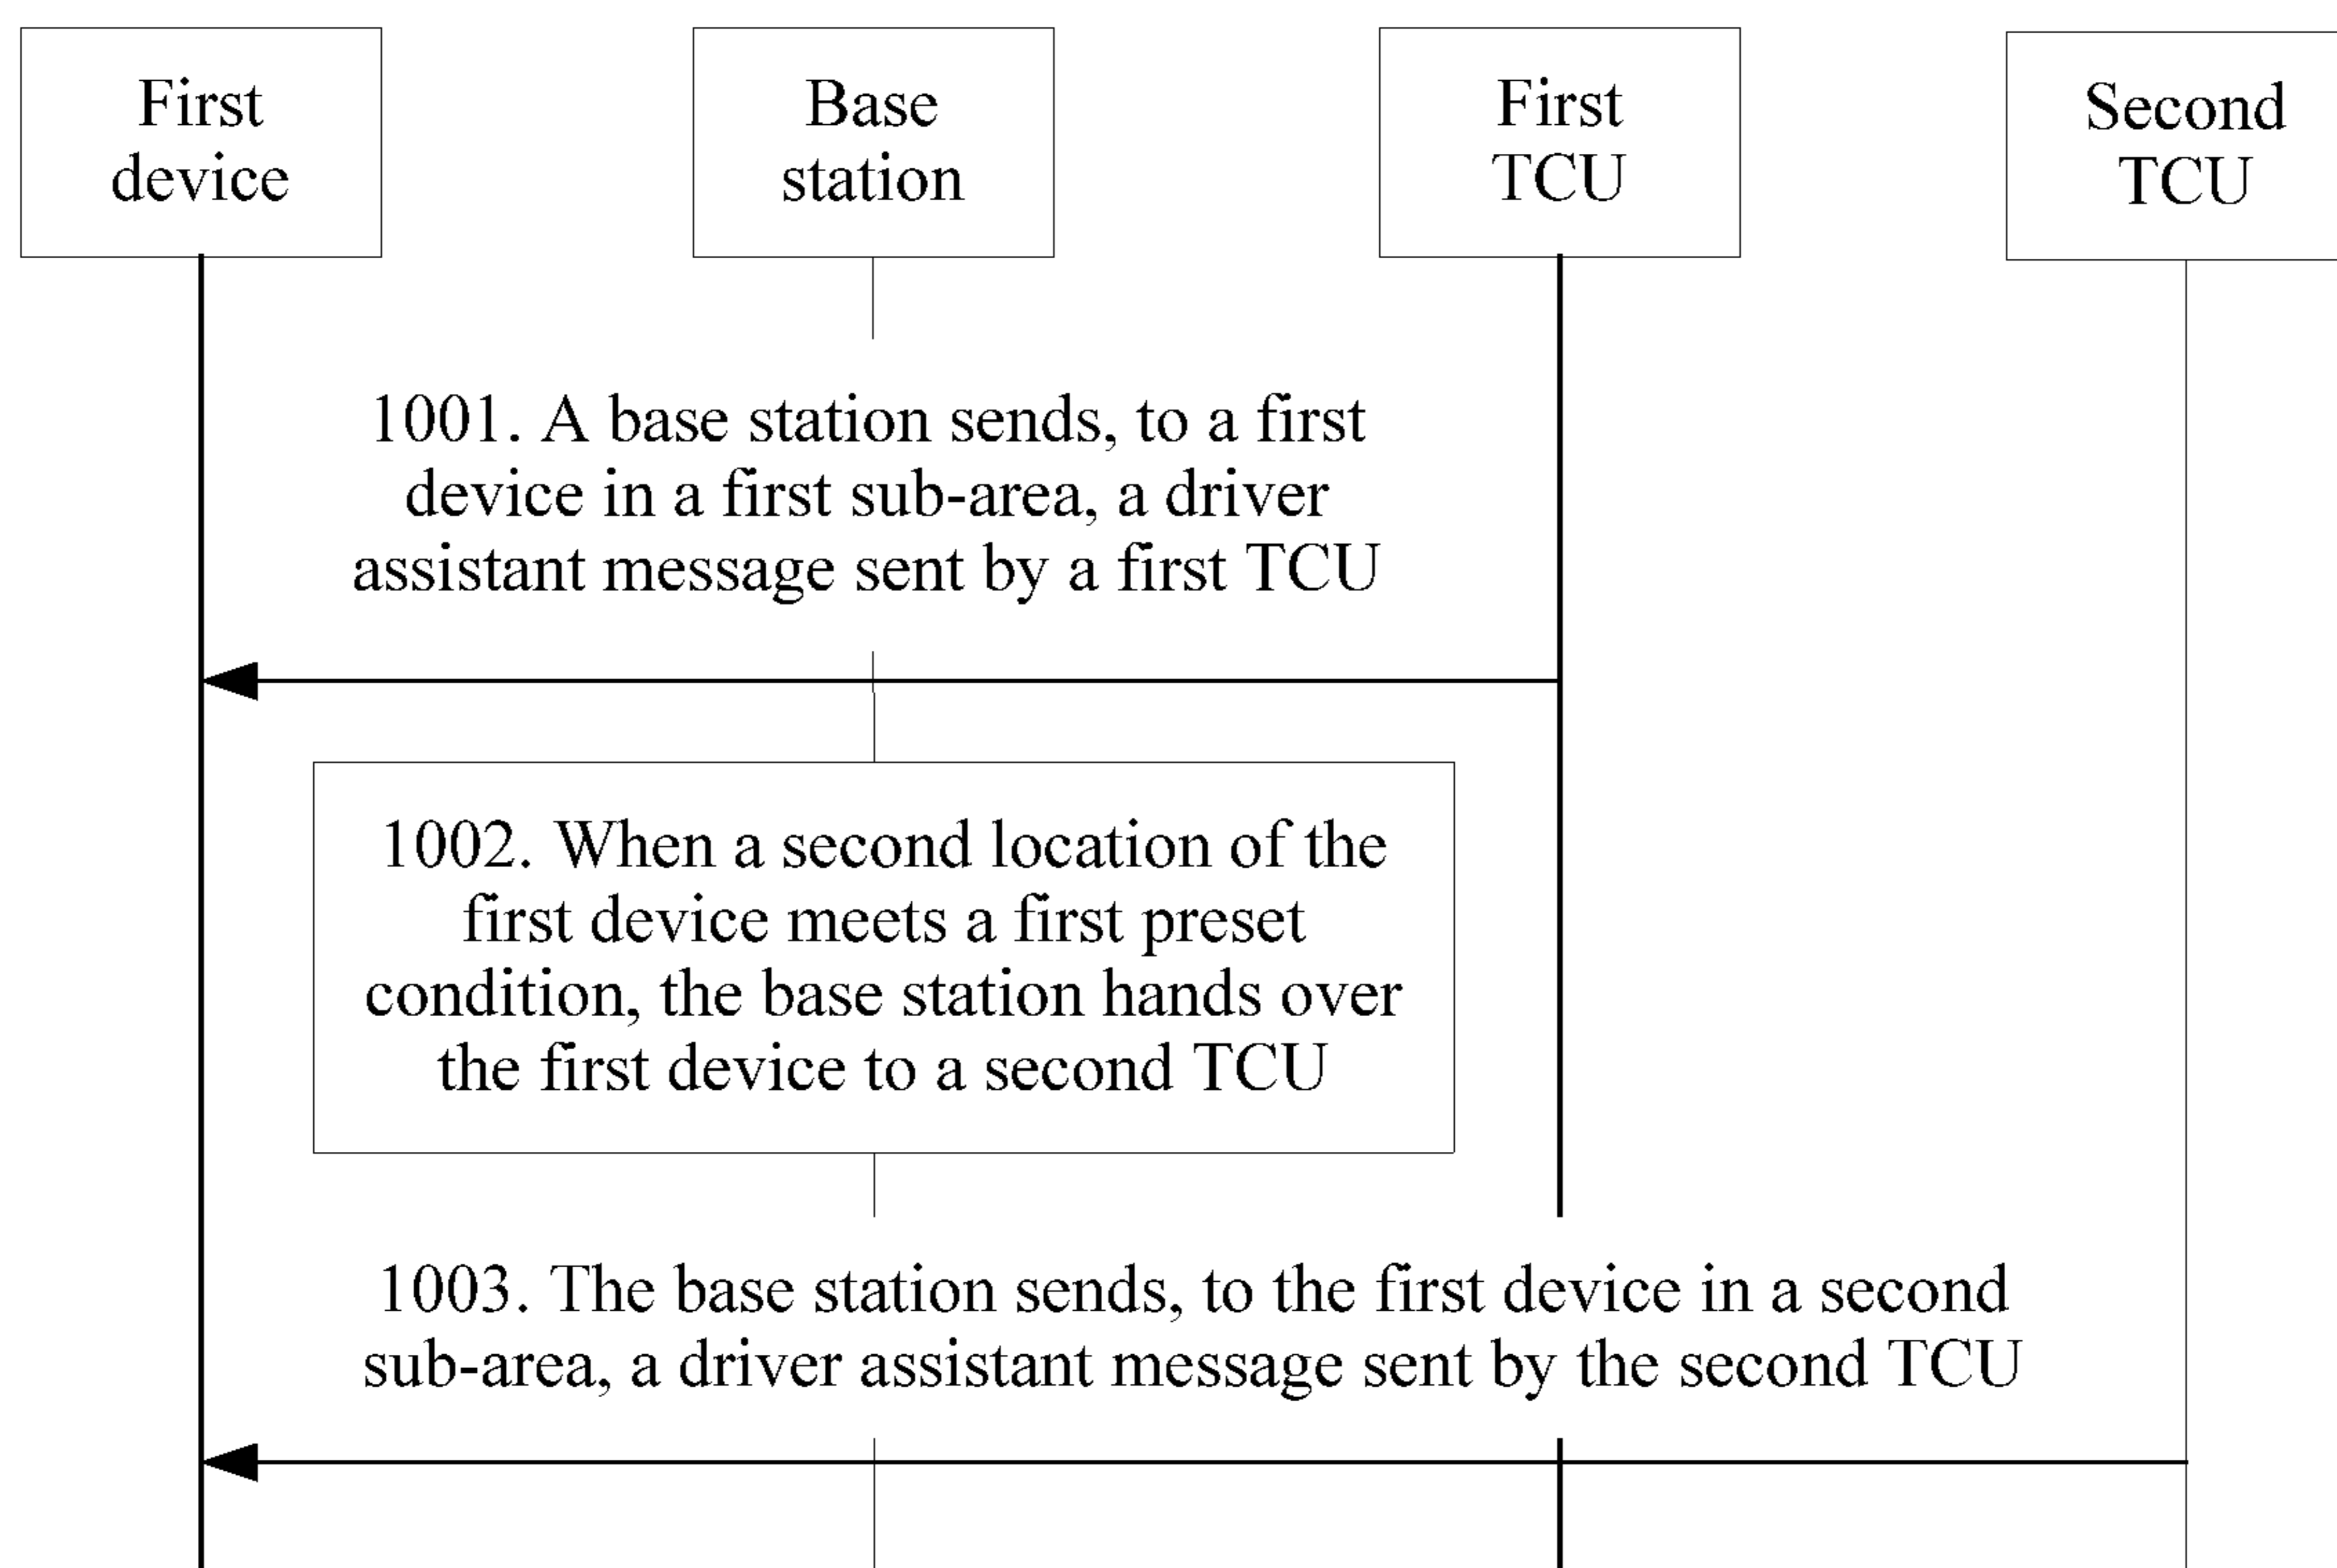 First
device
Base
station
First
TCU
Second
TCU
1001. A base station sends, to a first
device in a first sub-area, a driver
assistant message sent by a first TCU
1002. When a second location of the
first device meets a first preset
condition, the base station hands over
the first device to a second TCU
1003. The base station sends, to the first device in a second
sub-area, a driver assistant message sent by the second TCU